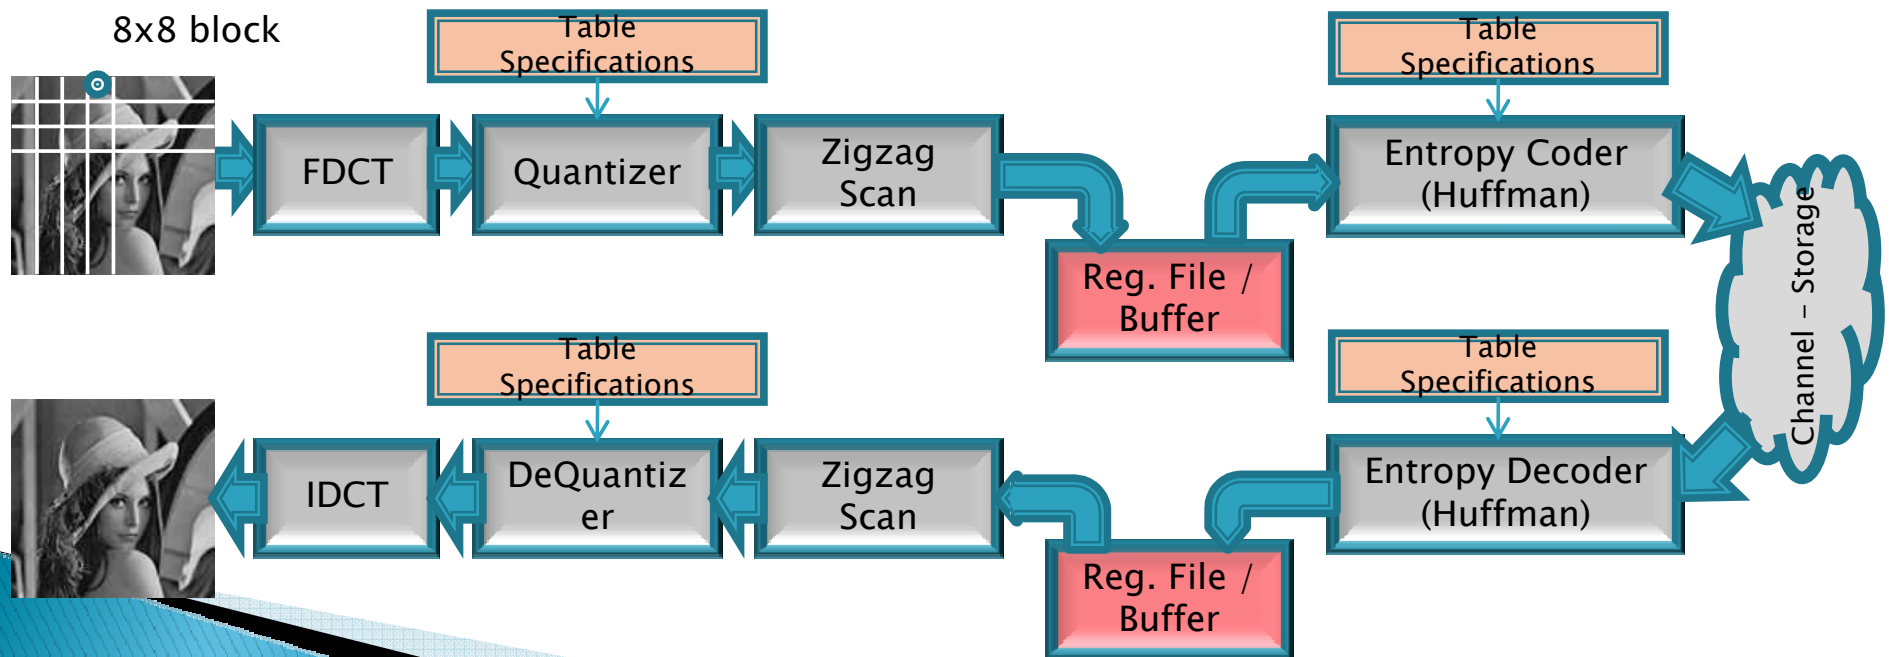 8x8 block
Table
Specifications
Table
Specifications
FDCT
Quantizer
Zigzag
Scan
Entropy Coder
(Huffman)
Reg. File /
Buffer
Channel - Storage
Table
Specifications
Table
Specifications
IDCT
DeQuantiz
er
Zigzag
Scan
Entropy Decoder
(Huffman)
Reg. File /
Buffer